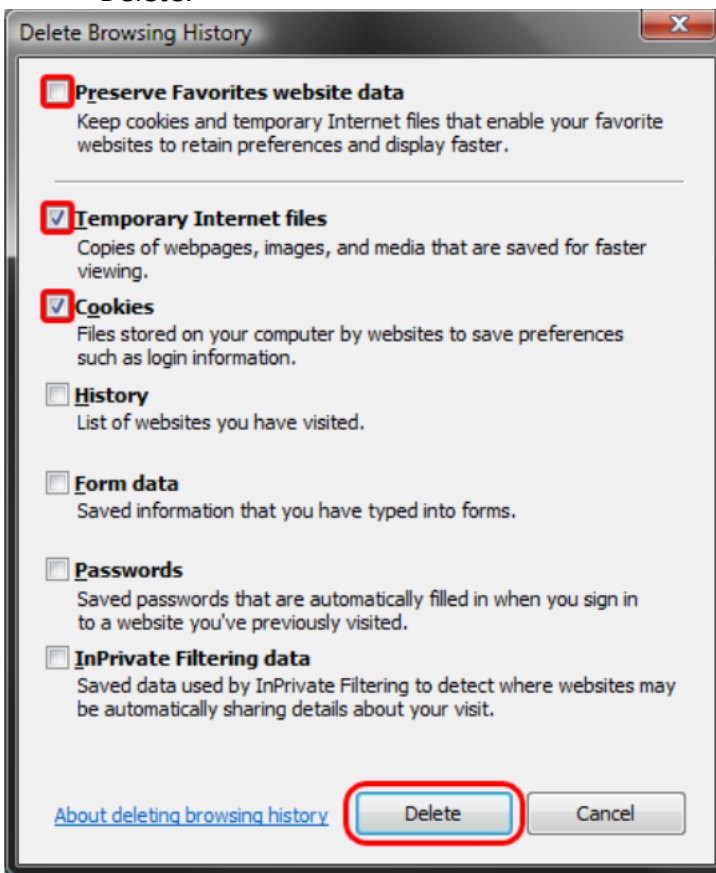 Delete.
Delete Browsing History
Preserve Favorites website data
Keep cookies and temporary Internet files that enable your favorite
websites to retain preferences and display faster.
Temporary Internet files
Copies of webpages, images, and media that are saved for faster
viewing.
Cookies
Files stored on your computer by websites to save preferences
such as login information.
History
List of websites you have visited.
Form data
Saved information that you have typed into forms.
Passwords
Saved passwords that are automatically filled in when you sign in
to a website you've previously visited.
InPrivate Filtering data
Saved data used by InPrivate Filtering to detect where websites may
be automatically sharing details about your visit.
About deleting browsing history Delete Cancel